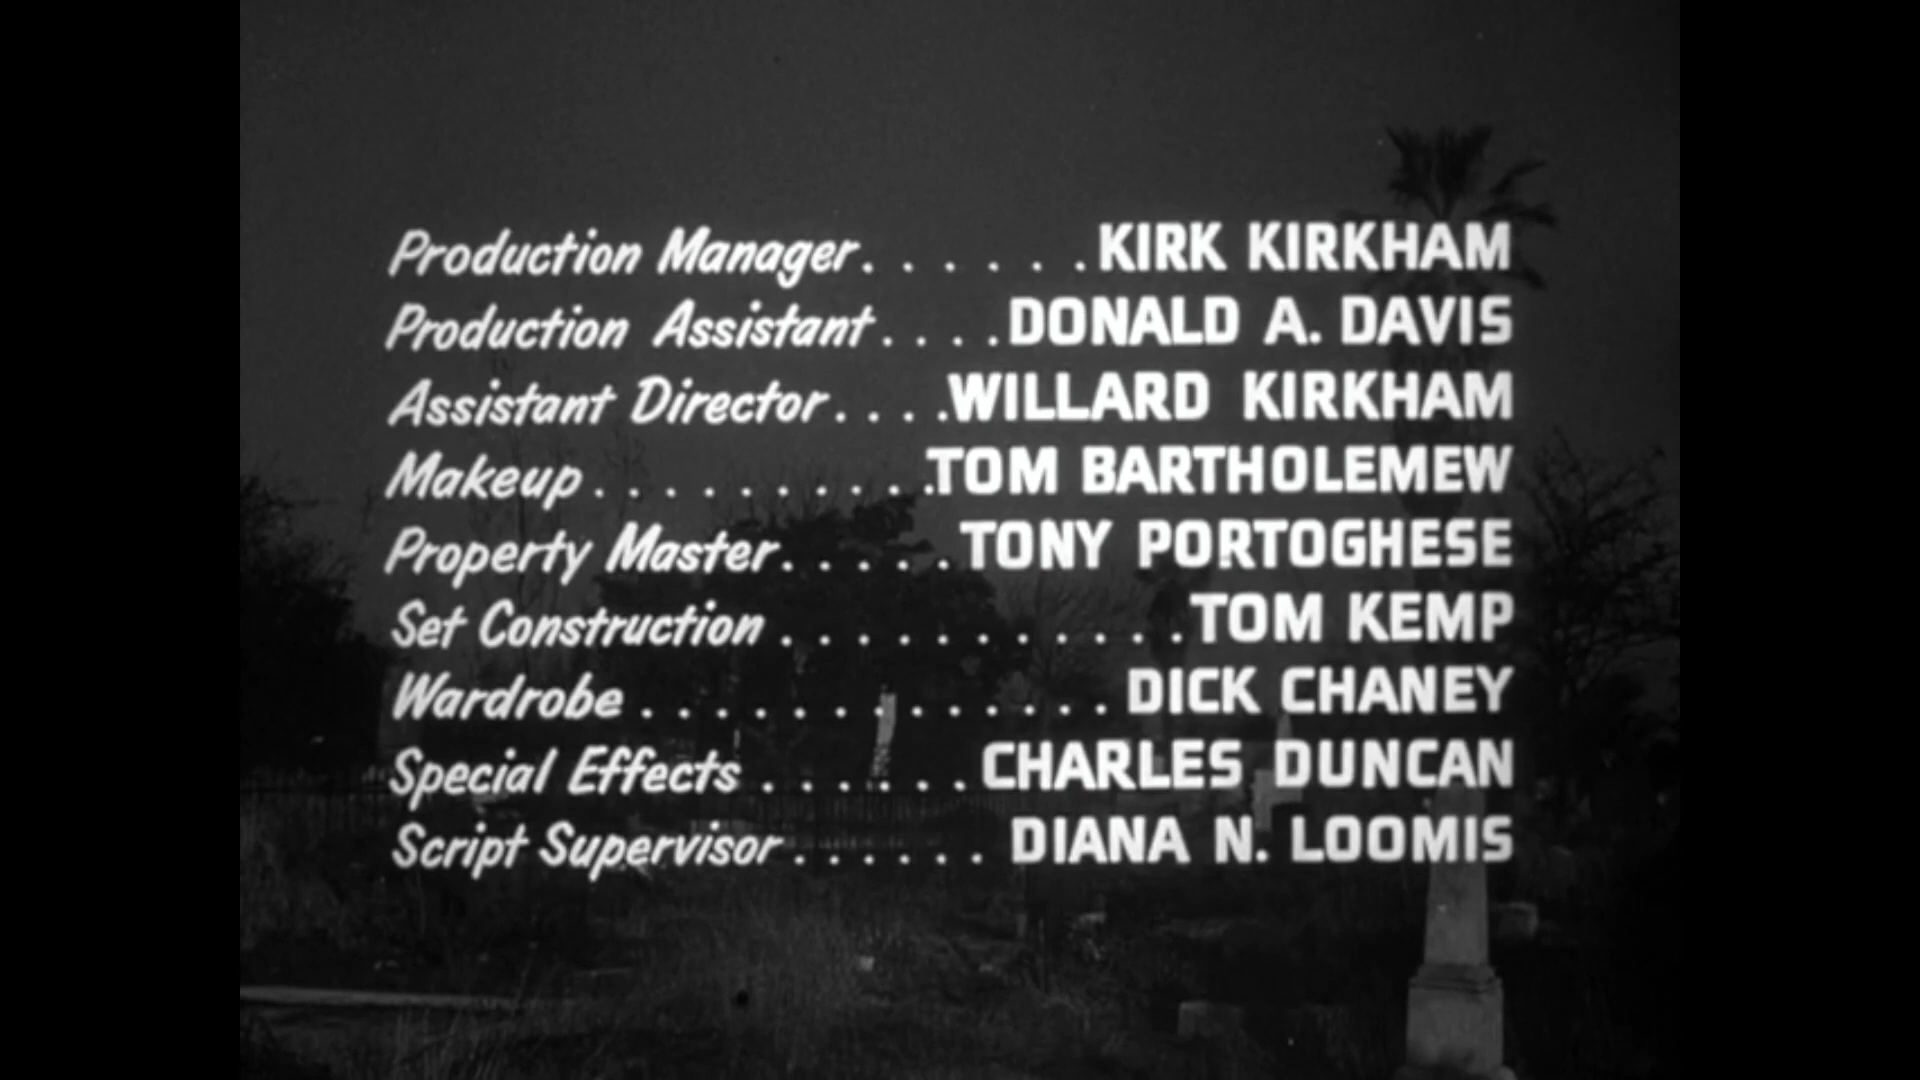 Production Manager. . . . . .KIRK KIRKHAM
Production Assistant. . . .DONALD A. DAVIS
Assistant Director. . . .WILLARD KIRKHAM
Makeup. . . . . . . . . .TOM BARTHOLEMEW
Property Master. . . . .TONY PORTOGHESE
Set Construction. . . . . . . . . . .TOM KEMP
Wardrobe. . . . . . . . . . . . . .DICK CHANEY
Special Effects. . . . . .CHARLES DUNCAN
Script Supervisor. . . . . . DIANA N. LOOMIS